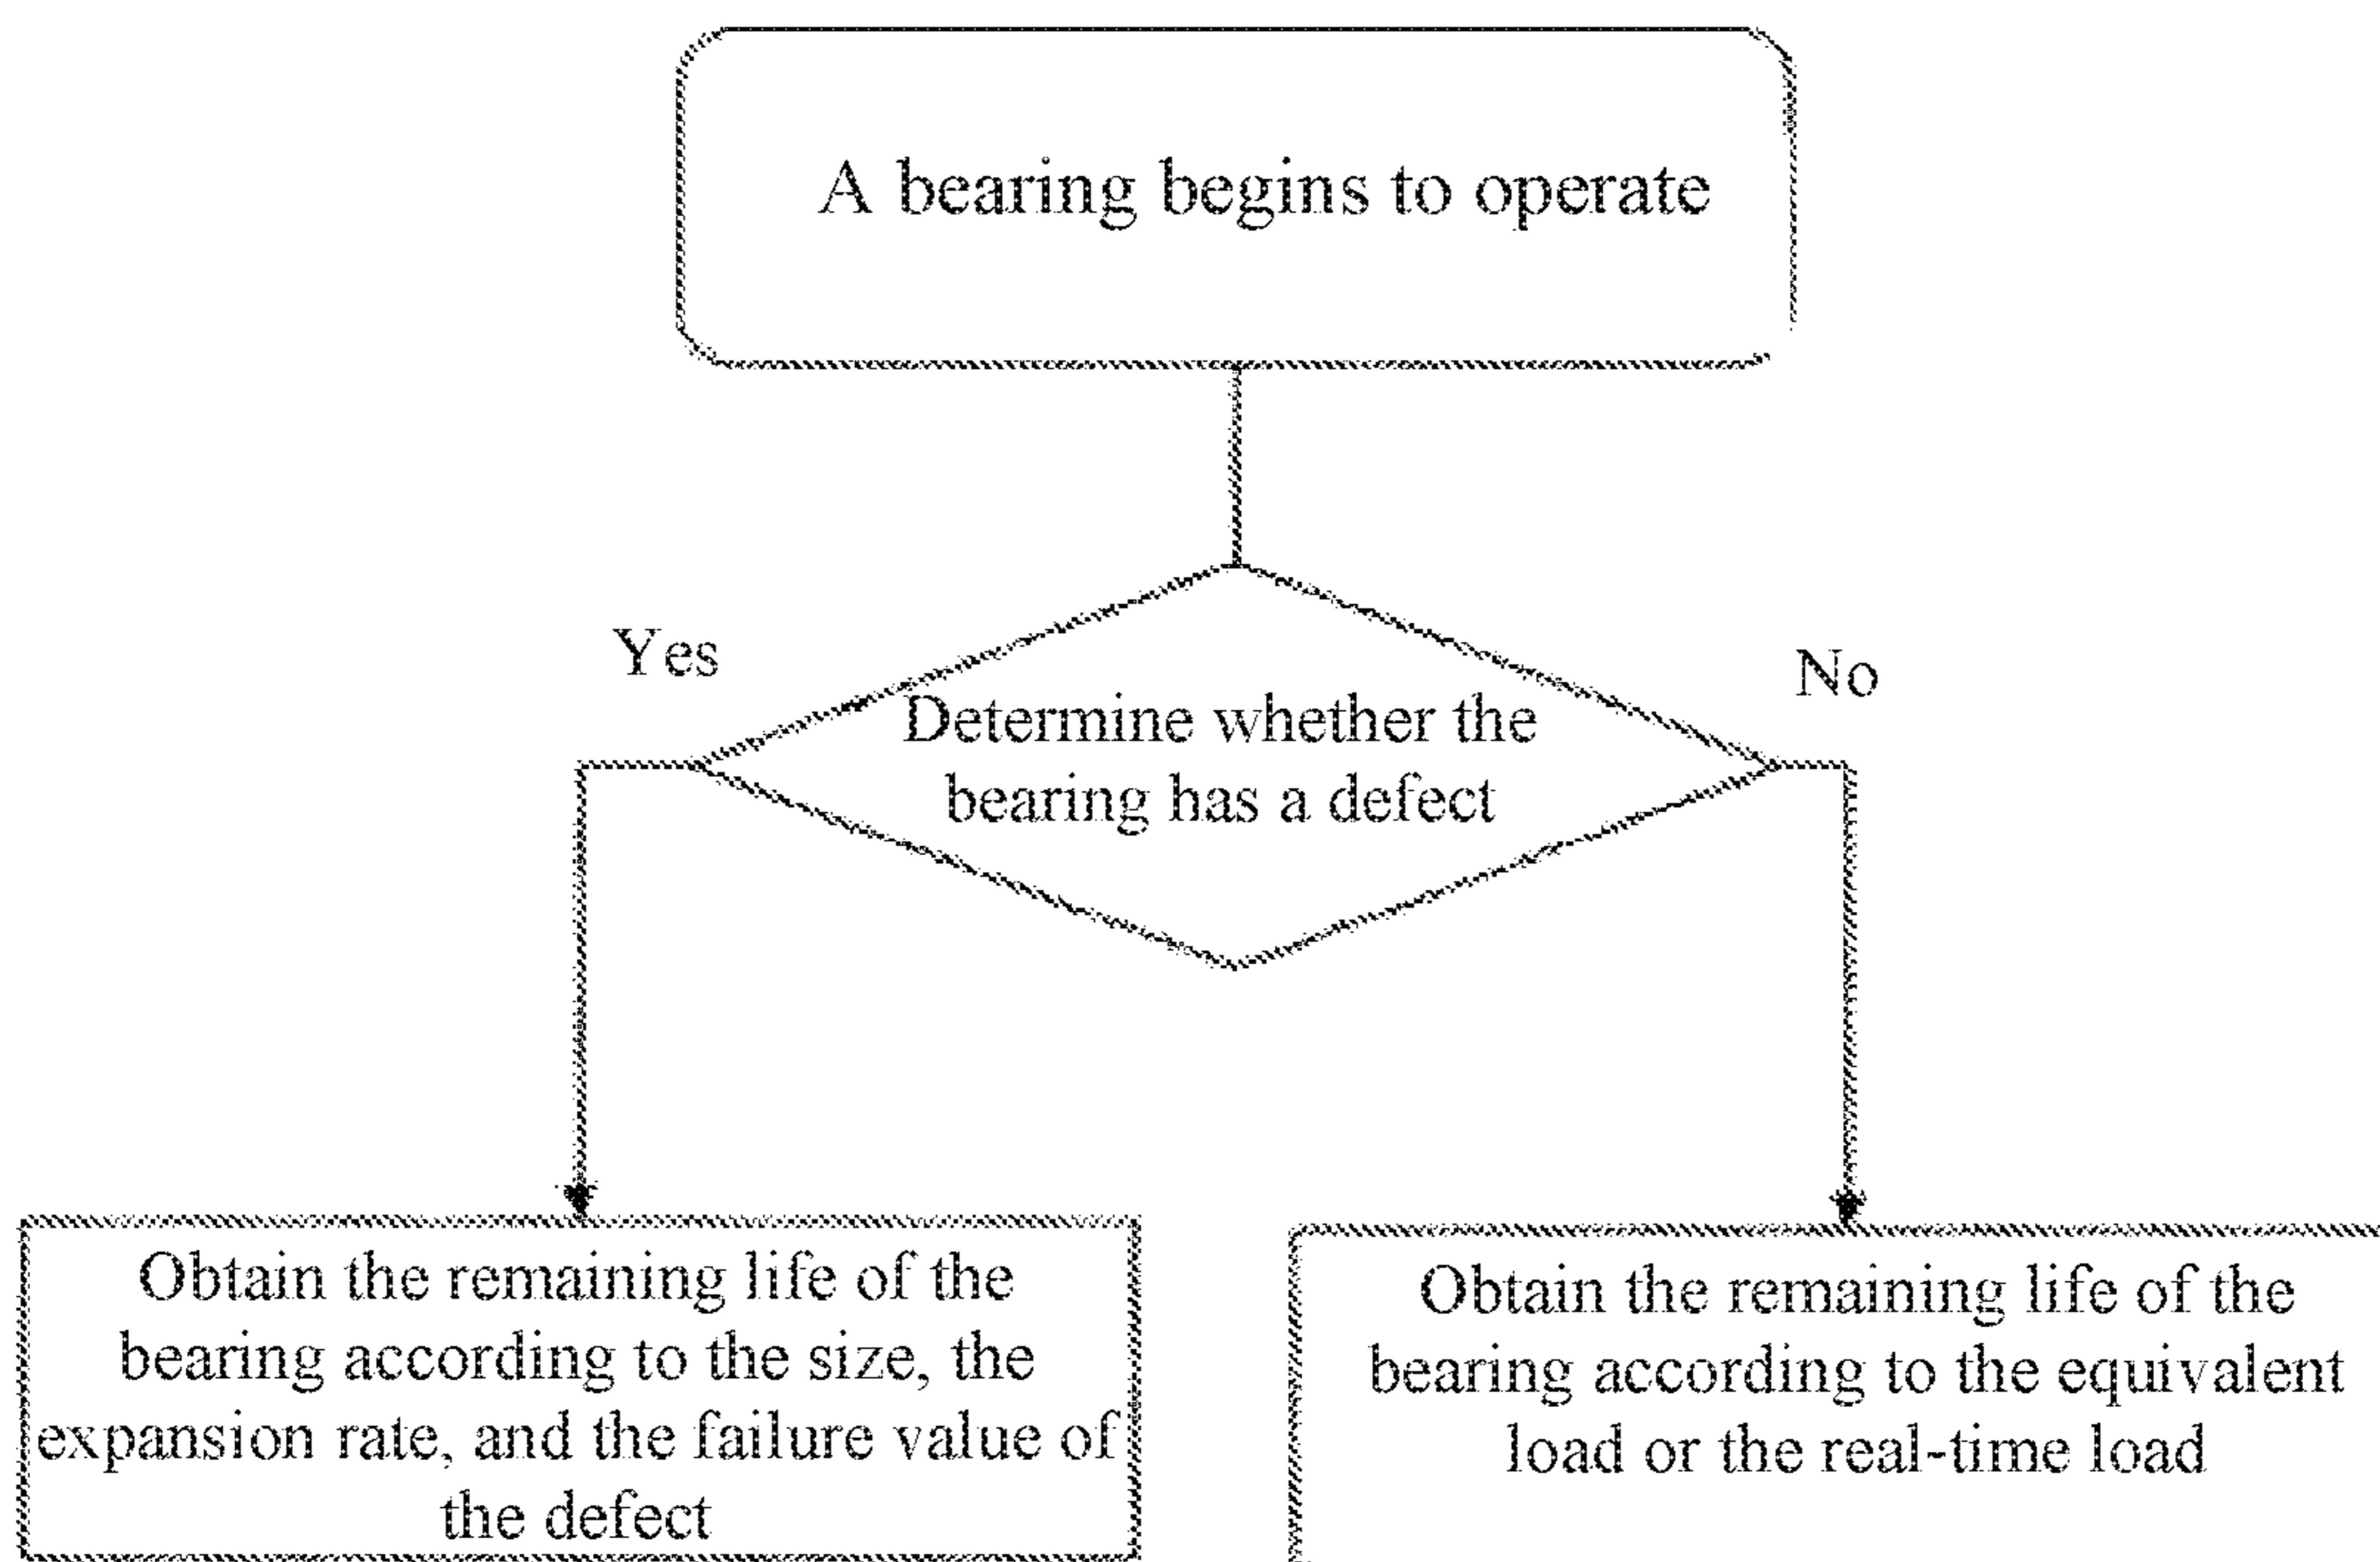 A bearing begins to operate
Yes
No
Determine whether the
bearing has a defect
Obtain the remaining life of the
bearing according to the size, the
expansion rate, and the failure value of
the defect
Obtain the remaining life of the
bearing according to the equivalent
load or the real-time load